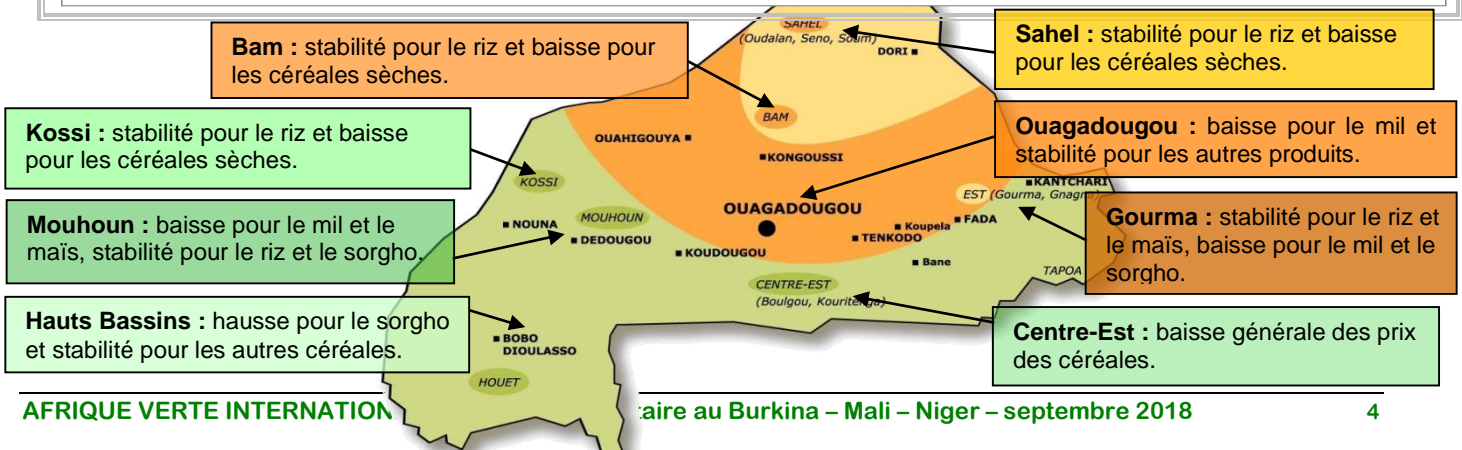 Bam : stabilité pour le riz et baisse pour
les céréales sèches.
Sahel : stabilité pour le riz et baisse
pour les céréales sèches.
Kossi : stabilité pour le riz et baisse
pour les céréales sèches.
Ouagadougou : baisse pour le mil et
stabilité pour les autres produits.
Mouhoun : baisse pour le mil et le
maïs, stabilité pour le riz et le sorgho.
Gourma : stabilité pour le riz et
le maïs, baisse pour le mil et le
sorgho.
Hauts Bassins : hausse pour le sorgho
et stabilité pour les autres céréales.
Centre-Est : baisse générale des prix
des céréales.
SAHEL
(Oudalan, Seno, Soum)
DORI
BAM
OUAHIGOUYA
KONGOUSSI
KOSSI
KANTCHARI
EST (Gourma, Gnagna)
OUAGADOUGOU
MOUHOUN
NOUNA
DEDOUGOU
Koupela
FADA
TENKODO
KOUDOUGOU
Bane
TAPOA
CENTRE-EST
(Boulgou, Kouritenga)
BOBO
DIOULASSO
HOUET
AFRIQUE VERTE INTERNATION taire au Burkina – Mali – Niger – septembre 2018 4